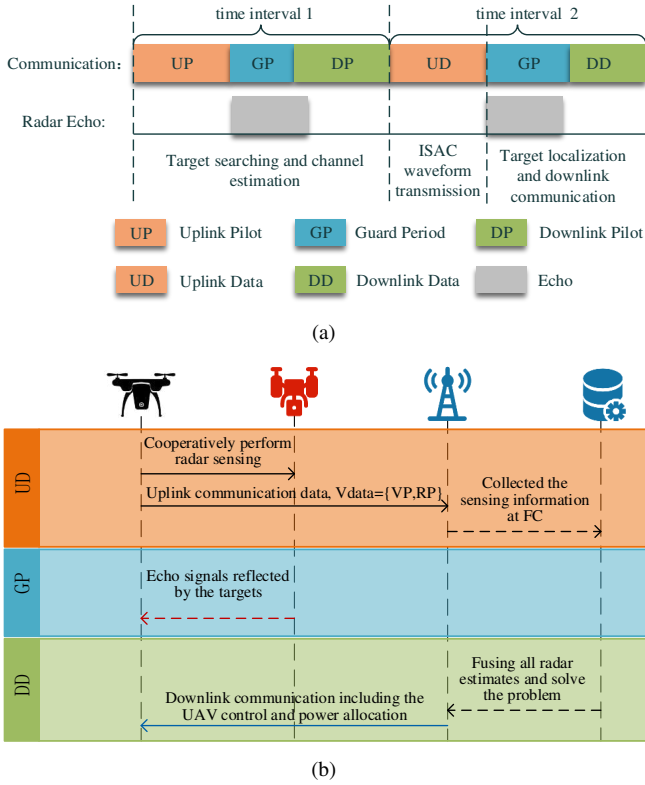 time interval 1
time interval 2
Communication:
UP
GP
DP
UD
GP
DD
Radar Echo:
Target searching and channel
estimation
ISAC
waveform
transmission
Target localization
and downlink
communication
UP
Uplink Pilot
GP
Guard Period
DP
Downlink Pilot
UD
Uplink Data
DD
Downlink Data
Echo
(a)
UD
Cooperatively perform
radar sensing
Uplink communication data, Vdata={VP,RP}
Collected the
sensing information
at FC
GP
Echo signals reflected
by the targets
DD
Fusing all radar
estimates and solve
the problem
Downlink communication including the
UAV control and power allocation
(b)